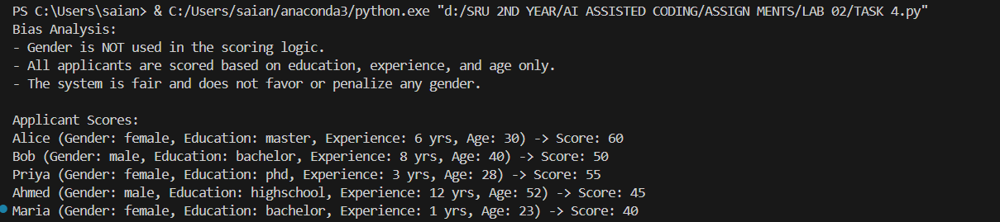 PS C:\Users\saian> & C:/Users/saian/anaconda3/python.exe "d:/SRU 2ND YEAR/AI ASSISTED CODING/ASSIGN MENTS/LAB 02/TASK 4.py"
Bias Analysis:
- Gender is NOT used in the scoring logic.
- All applicants are scored based on education, experience, and age only.
- The system is fair and does not favor or penalize any gender.

Applicant Scores:
Alice (Gender: female, Education: master, Experience: 6 yrs, Age: 30) -> Score: 60
Bob (Gender: male, Education: bachelor, Experience: 8 yrs, Age: 40) -> Score: 50
Priya (Gender: female, Education: phd, Experience: 3 yrs, Age: 28) -> Score: 55
Ahmed (Gender: male, Education: highschool, Experience: 12 yrs, Age: 52) -> Score: 45
Maria (Gender: female, Education: bachelor, Experience: 1 yrs, Age: 23) -> Score: 40